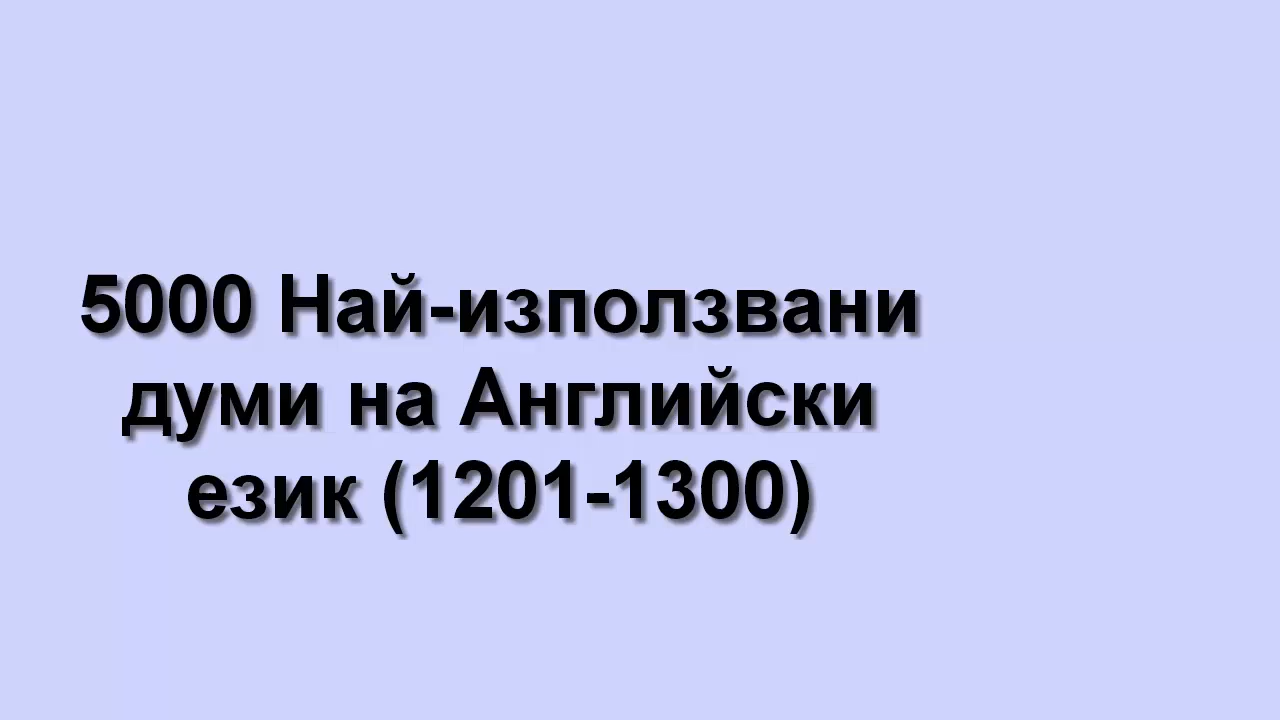 5000 Най-използвани
думи на Английски
език (1201-1300)